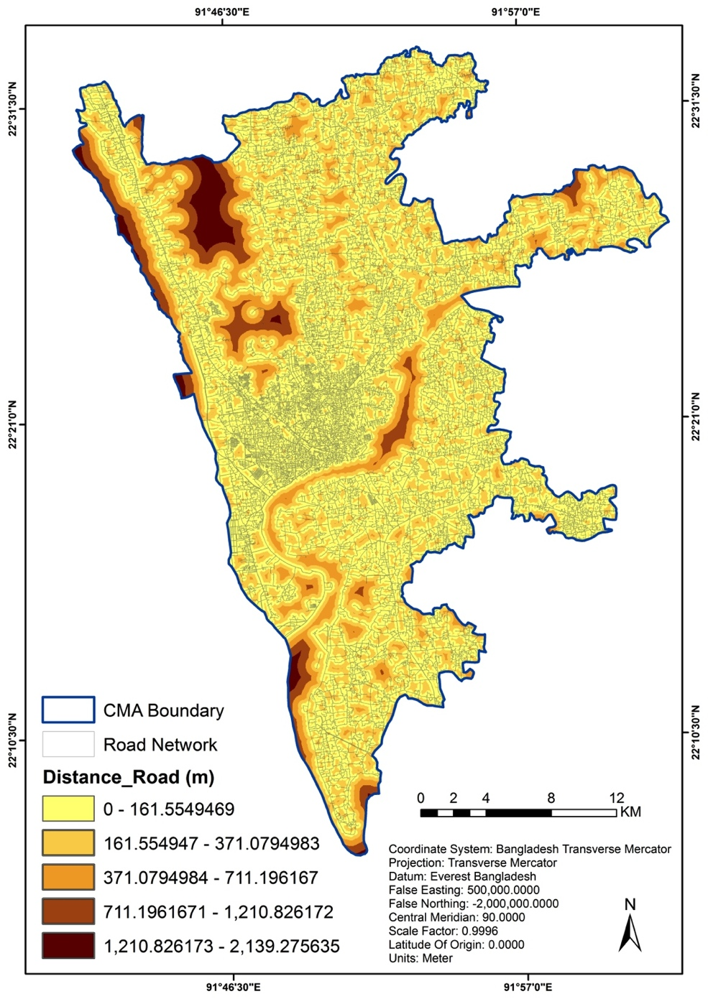 91°46'30"E
91°57'0"E
22°31'30"N
22°31'30"N
22°21'0"N
22°21'0"N
22°10'30"N
22°10'30"N
CMA Boundary
Road Network
Distance_Road (m)
0 - 161.5549469
161.554947 - 371.0794983
371.0794984 - 711.196167
711.1961671 - 1,210.826172
1,210.826173 - 2,139.275635
0 2 4 8 12
KM
Coordinate System: Bangladesh Transverse Mercator
Projection: Transverse Mercator
Datum: Everest Bangladesh
False Easting: 500,000.0000
False Northing: -2,000,000.0000
Central Meridian: 90.0000
Scale Factor: 0.9996
Latitude Of Origin: 0.0000
Units: Meter
N
91°46'30"E
91°57'0"E